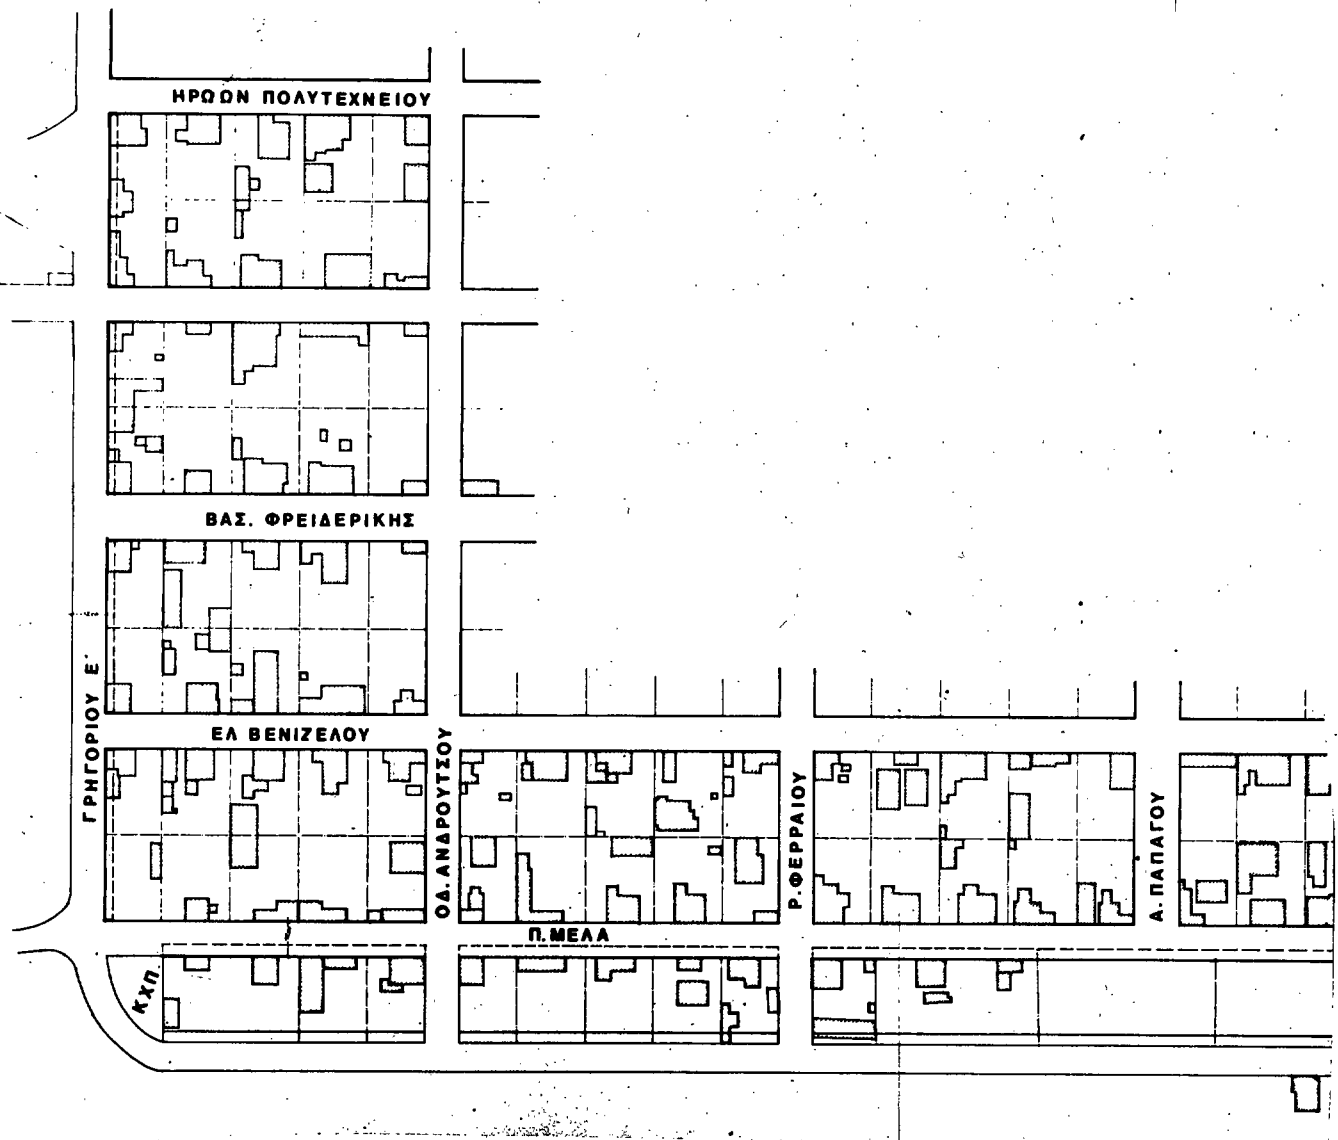 ΗΡΩΩΝ ΠΟΛΥΤΕΧΝΕΙΟΥ
ΒΑΣ. ΦΡΕΙΔΕΡΙΚΗΣ
ΓΡΗΓΟΡΙΟΥ Ε΄
ΕΛ ΒΕΝΙΖΕΛΟΥ
ΟΔ. ΑΝΔΡΟΥΤΣΟΥ
Ρ. ΦΕΡΡΑΙΟΥ
Α. ΠΑΠΑΓΟΥ
Π. ΜΕΛΑ
ΚΧΠ.